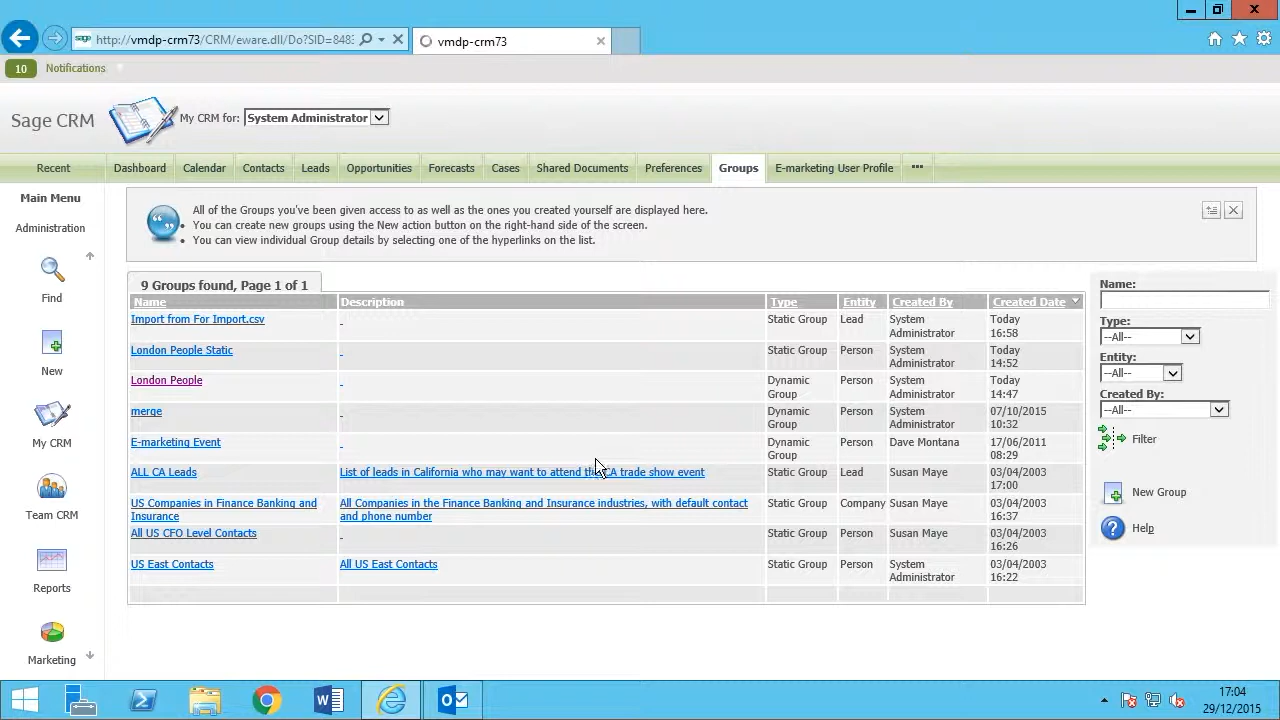 http://vmdp-crm73/CRM/eware.dll/Do?SID=848
vmdp-crm73
10 Notifications
Sage CRM
My CRM for: System Administrator
Recent Dashboard Calendar Contacts Leads Opportunities Forecasts Cases Shared Documents Preferences Groups E-marketing User Profile ...
Main Menu
Administration
Find
New
My CRM
Team CRM
Reports
Marketing
All of the Groups you've been given access to as well as the ones you created yourself are displayed here.
• You can create new groups using the New action button on the right-hand side of the screen.
• You can view individual Group details by selecting one of the hyperlinks on the list.
9 Groups found, Page 1 of 1
Name Description Type Entity Created By Created Date
Import from For Import.csv Static Group Lead System Today
Administrator 16:58
London People Static Static Group Person System Today
Administrator 14:52
London People Dynamic Person System Today
Group Administrator 14:47
merge Dynamic Person System 07/10/2015
Group Administrator 10:32
E-marketing Event Dynamic Person Dave Montana 17/06/2011
Group 08:29
ALL CA Leads List of leads in California who may want to attend the CA trade show event Static Group Lead Susan Maye 03/04/2003
17:00
US Companies in Finance Banking and All Companies in the Finance Banking and Insurance industries, with default contact Static Group Company Susan Maye 03/04/2003
Insurance and phone number 16:37
All US CFO Level Contacts Static Group Person Susan Maye 03/04/2003
16:26
US East Contacts All US East Contacts Static Group Person System 03/04/2003
Administrator 16:22
Name:
Type:
--All--
Entity:
--All--
Created By:
--All--
Filter
New Group
Help
17:04
29/12/2015